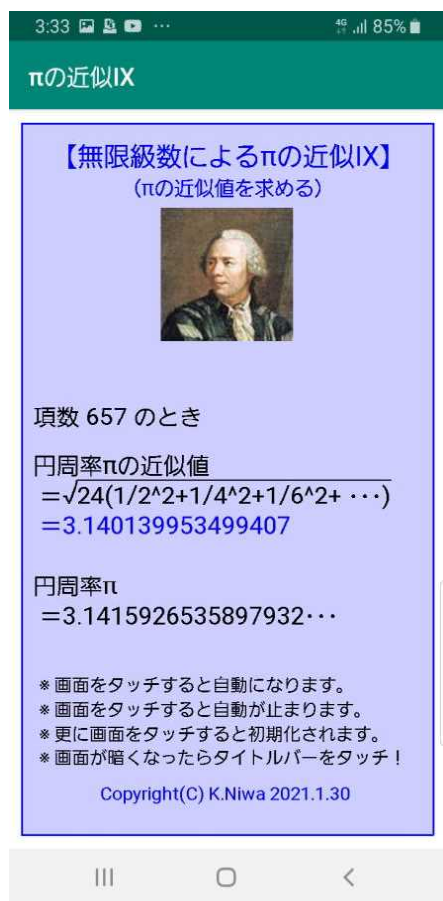 3:33 ··· 4G 85%
πの近似IX
【無限級数によるπの近似IX】
(πの近似値を求める)
項数 657 のとき
円周率πの近似値
=√24(1/2^2+1/4^2+1/6^2+ ･･･)
=3.140139953499407
円周率π
=3.1415926535897932･･･
※画面をタッチすると自動になります。
※画面をタッチすると自動が止まります。
※更に画面をタッチすると初期化されます。
※画面が暗くなったらタイトルバーをタッチ！
Copyright(C) K.Niwa 2021.1.30